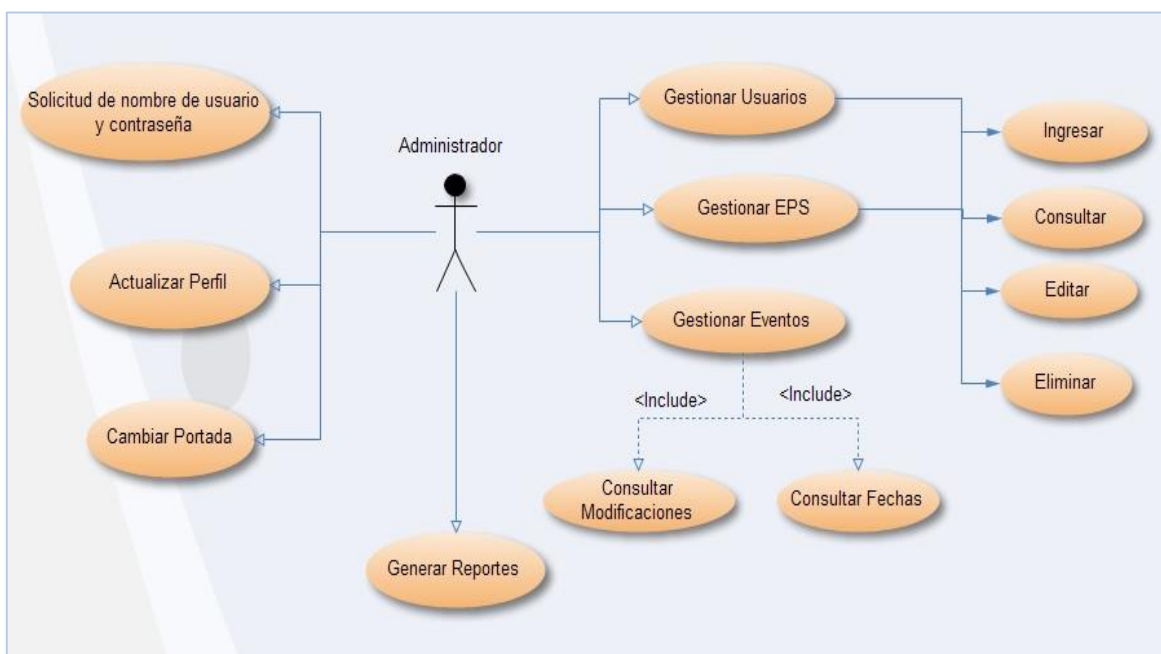 Solicitud de nombre de usuario
y contraseña
Administrador
Actualizar Perfil
Cambiar Portada
Generar Reportes
Gestionar Usuarios
Gestionar EPS
Gestionar Eventos
<Include>
<Include>
Consultar
Modificaciones
Consultar Fechas
Ingresar
Consultar
Editar
Eliminar